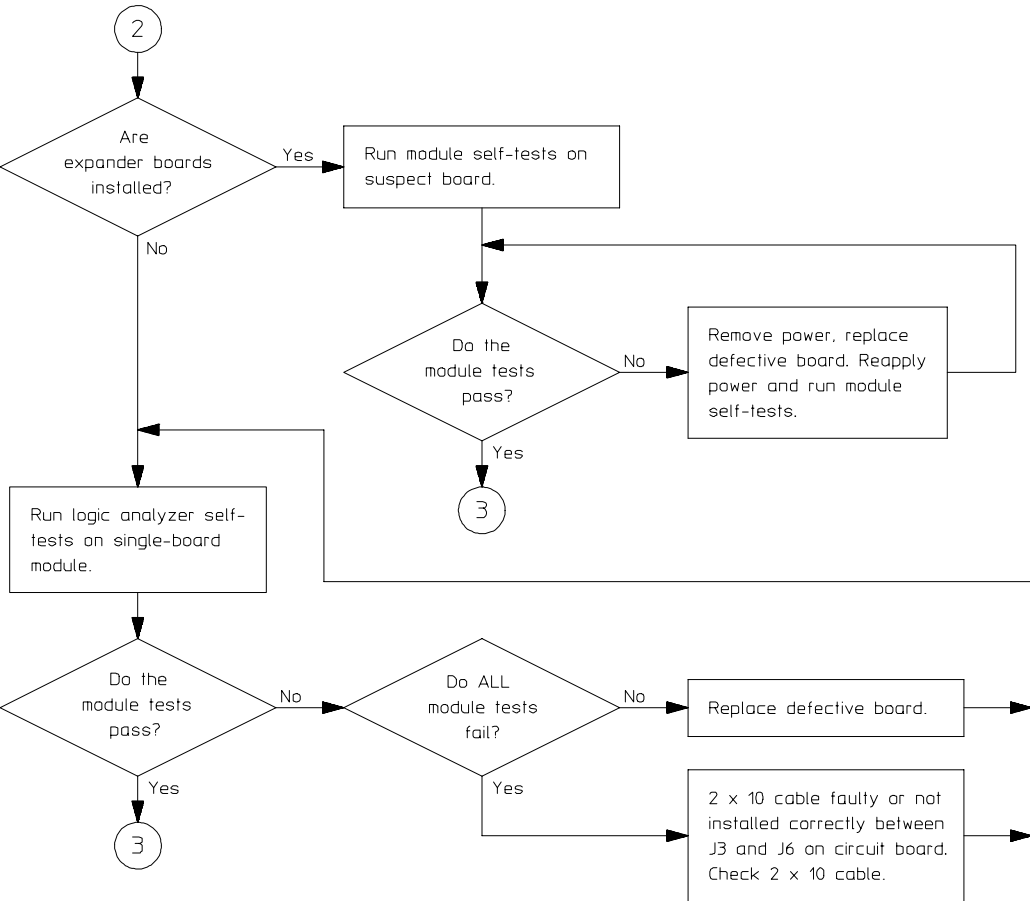 2
Are
expander boards
installed?
Yes
Run module self-tests on
suspect board.
No
Do the
module tests
pass?
No
Remove power, replace
defective board. Reapply
power and run module
self-tests.
Yes
3
Run logic analyzer self-
tests on single-board
module.
Do the
module tests
pass?
No
Do ALL
module tests
fail?
No
Replace defective board.
Yes
3
Yes
2 x 10 cable faulty or not
installed correctly between
J3 and J6 on circuit board.
Check 2 x 10 cable.